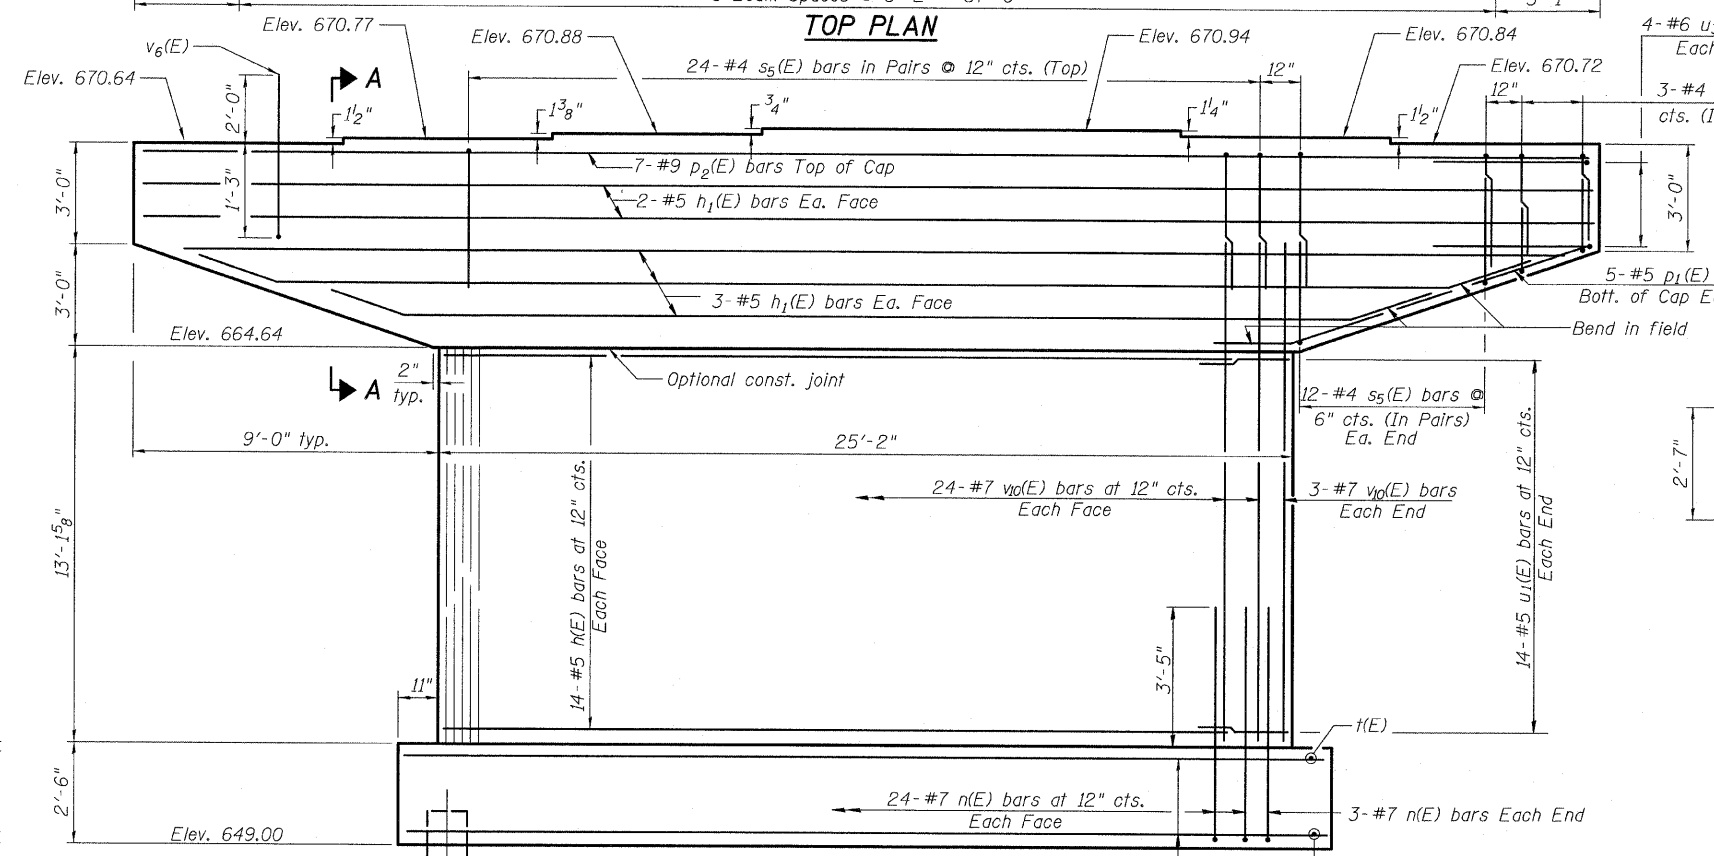 TOP PLAN
4-#6
Each
Elev. 670.77
Elev. 670.88
Elev. 670.94
Elev. 670.84
v6(E)
Elev. 670.64
A
24-#4 s5(E) bars in Pairs @ 12" cts. (Top)
12"
Elev. 670.72
12"
3-#4
cts.
2'-0"
1½"
1⅜"
¾"
1¼"
1½"
7-#9 p2(E) bars Top of Cap
3'-0"
1'-3"
2-#5 h1(E) bars Ea. Face
3'-0"
3'-0"
3-#5 h1(E) bars Ea. Face
5-#5 p1(E)
Bott. of Cap
Bend in field
Elev. 664.64
2"
typ.
A
Optional const. joint
12-#4 s5(E) bars @
6" cts. (In Pairs)
Ea. End
9'-0" typ.
25'-2"
2'-7"
24-#7 v10(E) bars at 12" cts.
Each Face
3-#7 v10(E) bars
Each End
13'-1⅝"
14-#5 h(E) bars at 12" cts.
Each Face
14-#5 u1(E) bars at 12" cts.
Each End
3'-5"
11"
t(E)
2'-6"
24-#7 n(E) bars at 12" cts.
Each Face
3-#7 n(E) bars Each End
Elev. 649.00